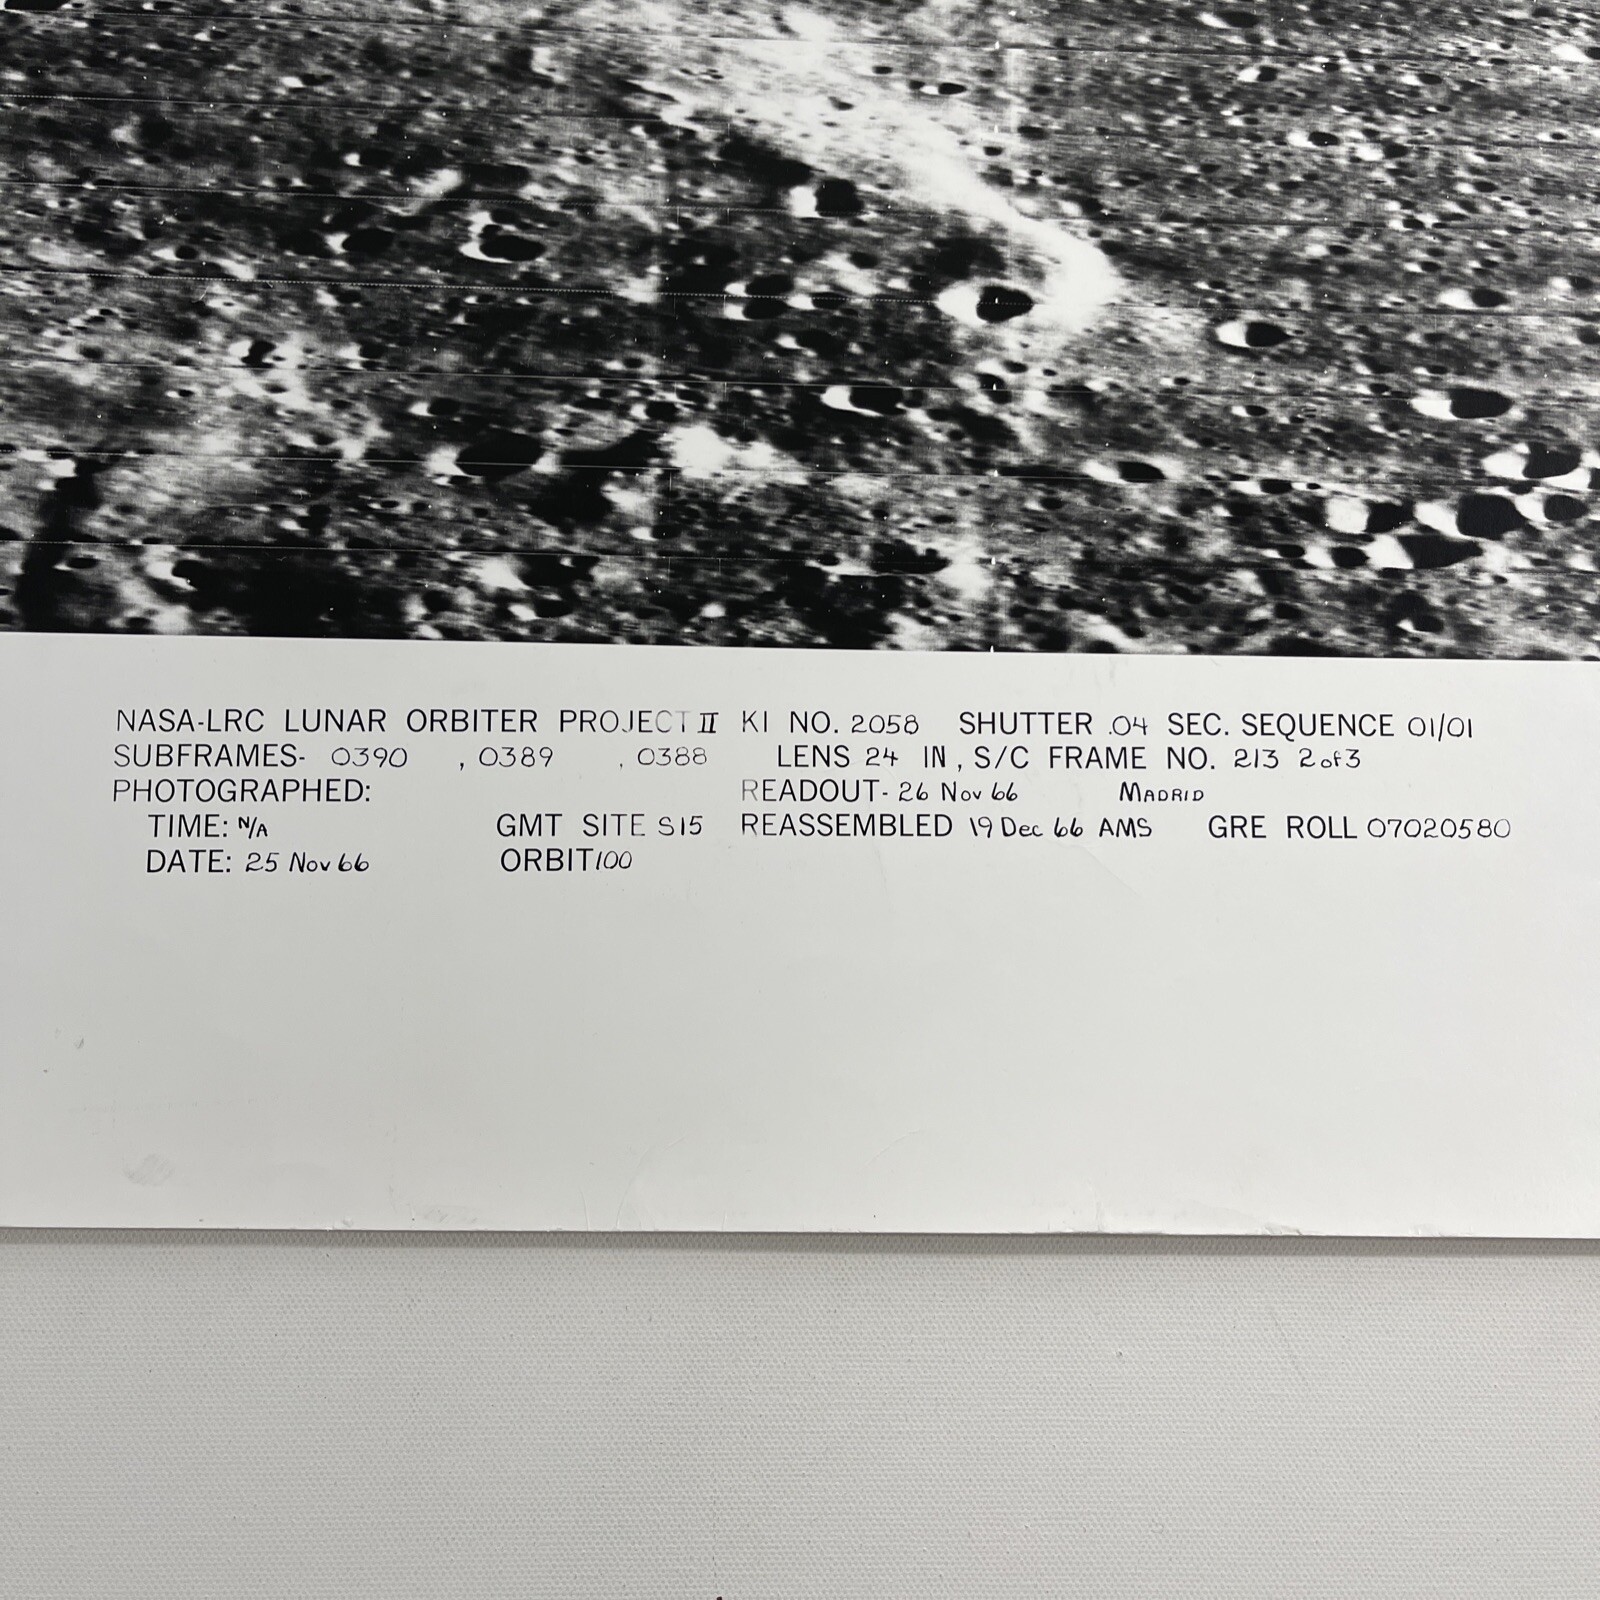 NASA-LRC LUNAR ORBITER PROJECT II KI NO. 2058 SHUTTER .04 SEC. SEQUENCE 01/01
SUBFRAMES- 0390 , 0389 , 0388 LENS 24 IN, S/C FRAME NO. 213 2 of 3
PHOTOGRAPHED: READOUT- 26 Nov 66 MADRID
TIME: N/A GMT SITE S15 REASSEMBLED 19 Dec 66 AMS GRE ROLL 07020580
DATE: 25 Nov 66 ORBIT 100